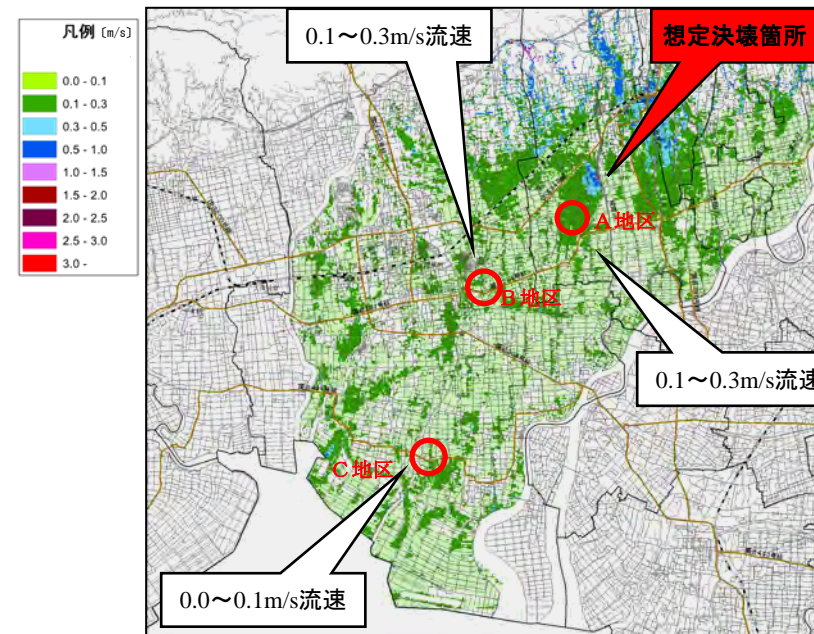 凡例 [m/s]
0.0 - 0.1
0.1 - 0.3
0.3 - 0.5
0.5 - 1.0
1.0 - 1.5
1.5 - 2.0
2.0 - 2.5
2.5 - 3.0
3.0 -
0.1～0.3m/s流速
想定決壊箇所
A地区
B地区
0.1～0.3m/s流速
C地区
0.0～0.1m/s流速